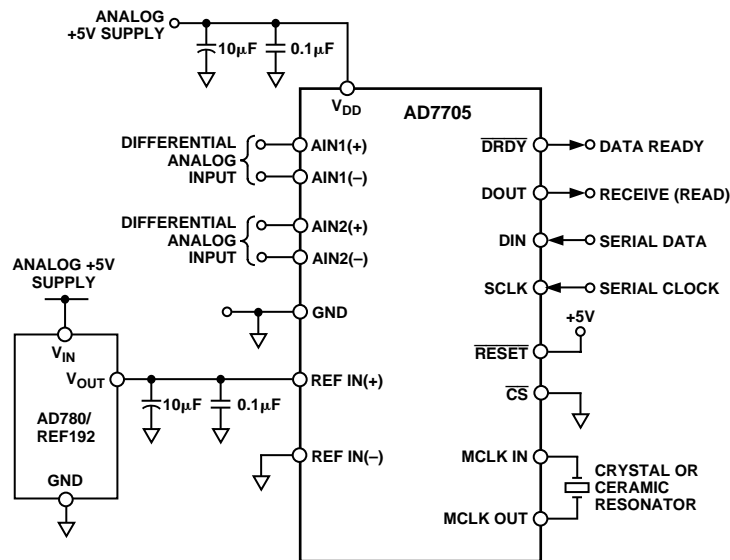 ANALOG
+5V SUPPLY
10μF
0.1μF
V_DD
AD7705
DIFFERENTIAL
ANALOG
INPUT
AIN1(+)
AIN1(–)
DRDY
DATA READY
DOUT
RECEIVE (READ)
DIFFERENTIAL
ANALOG
INPUT
AIN2(+)
AIN2(–)
DIN
SERIAL DATA
SCLK
SERIAL CLOCK
ANALOG +5V
SUPPLY
GND
+5V
RESET
V_IN
V_OUT
AD780/
REF192
GND
10μF
0.1μF
REF IN(+)
REF IN(–)
CS
MCLK IN
MCLK OUT
CRYSTAL OR
CERAMIC
RESONATOR